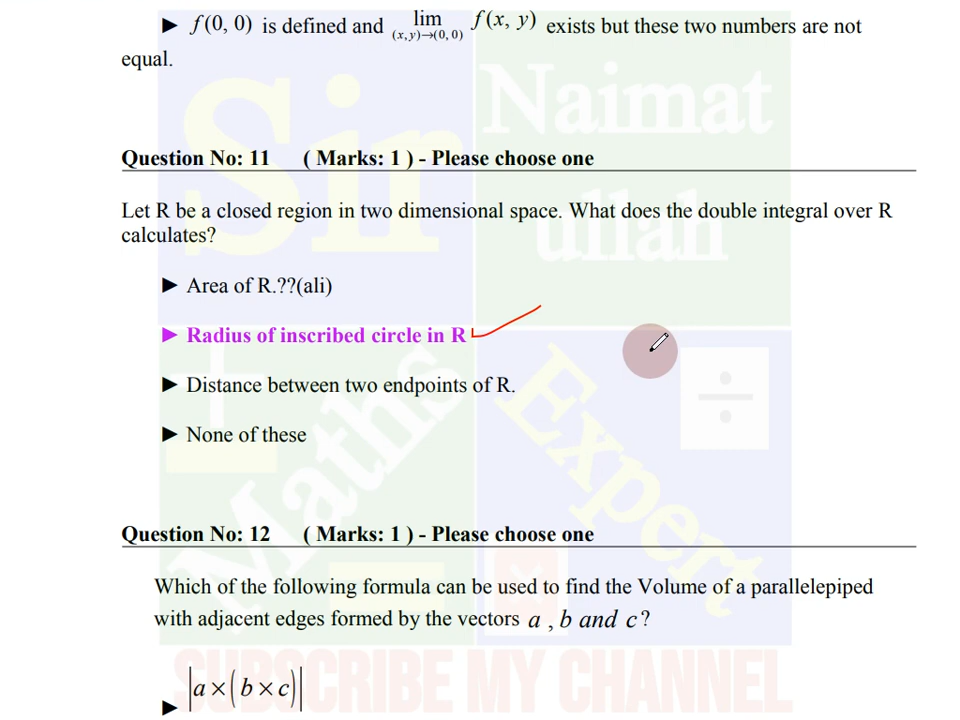 ► f(0, 0) is defined and lim (x,y)→(0,0) f(x, y) exists but these two numbers are not
equal.
Question No: 11 ( Marks: 1 ) - Please choose one
Let R be a closed region in two dimensional space. What does the double integral over R
calculates?
► Area of R.??(ali)
► Radius of inscribed circle in R
► Distance between two endpoints of R.
► None of these
Question No: 12 ( Marks: 1 ) - Please choose one
Which of the following formula can be used to find the Volume of a parallelepiped
with adjacent edges formed by the vectors a , b and c ?
► |a×(b×c)|
Sir
Naimat
ullah
Maths
Expert
SUBSCRIBE MY CHANNEL